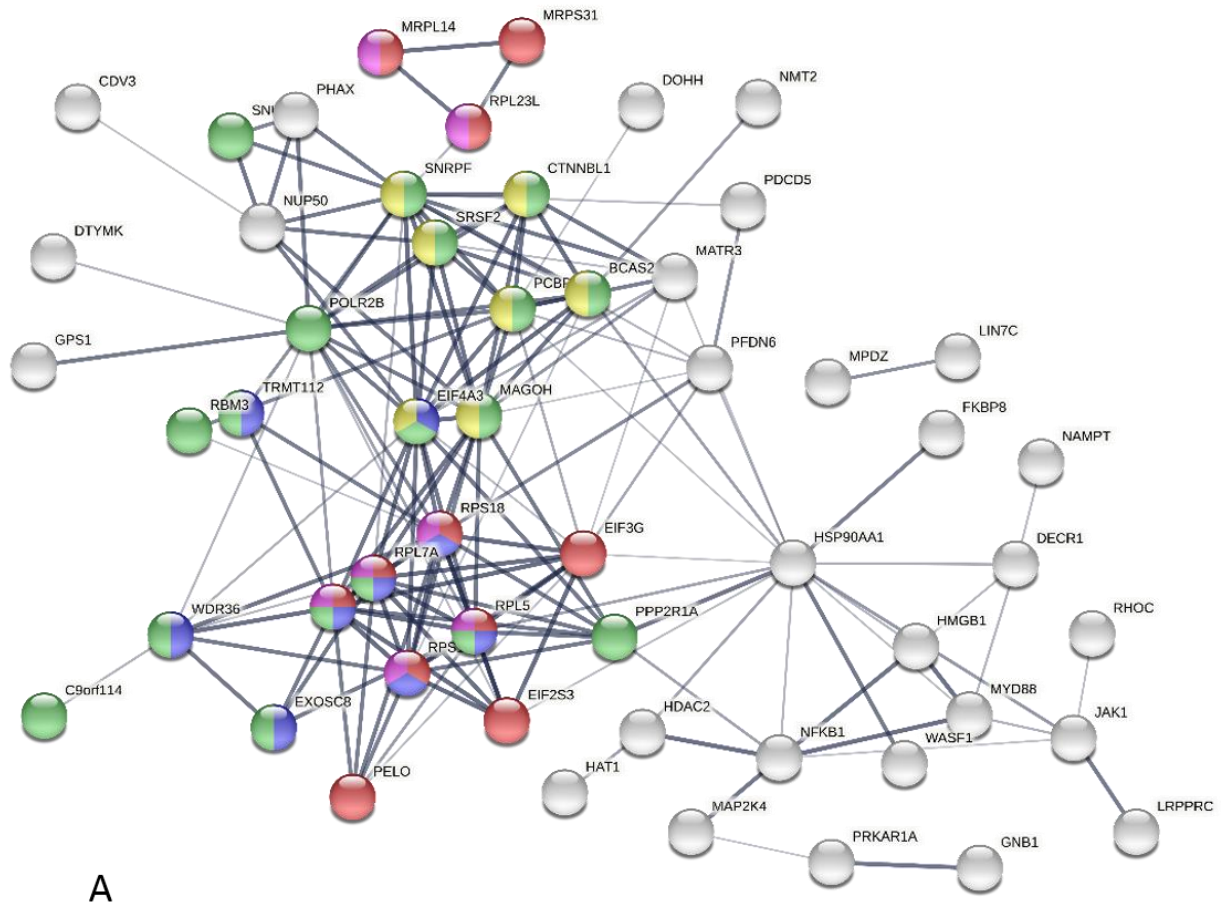 MRPL14
MRPS31
CDV3
PHAX
DOHH
NMT2
RPL23L
SNRPF
CTNNBL1
PDCD5
NUP50
SRSF2
DTYMK
MATR3
BCAS2
POLR2B
GPS1
PFDN6
LIN7C
MPDZ
TRMT112
EIF4A3
MAGOH
RBM3
FKBP8
NAMPT
RPS18
EIF3G
HSP90AA1
DECR1
RPL7A
WDR36
RPL5
PPP2R1A
RHOC
HMGB1
C9orf114
EXOSC8
EIF2S3
HDAC2
MYD88
NFKB1
WASF1
JAK1
PELO
HAT1
MAP2K4
LRPPRC
PRKAR1A
GNB1
A